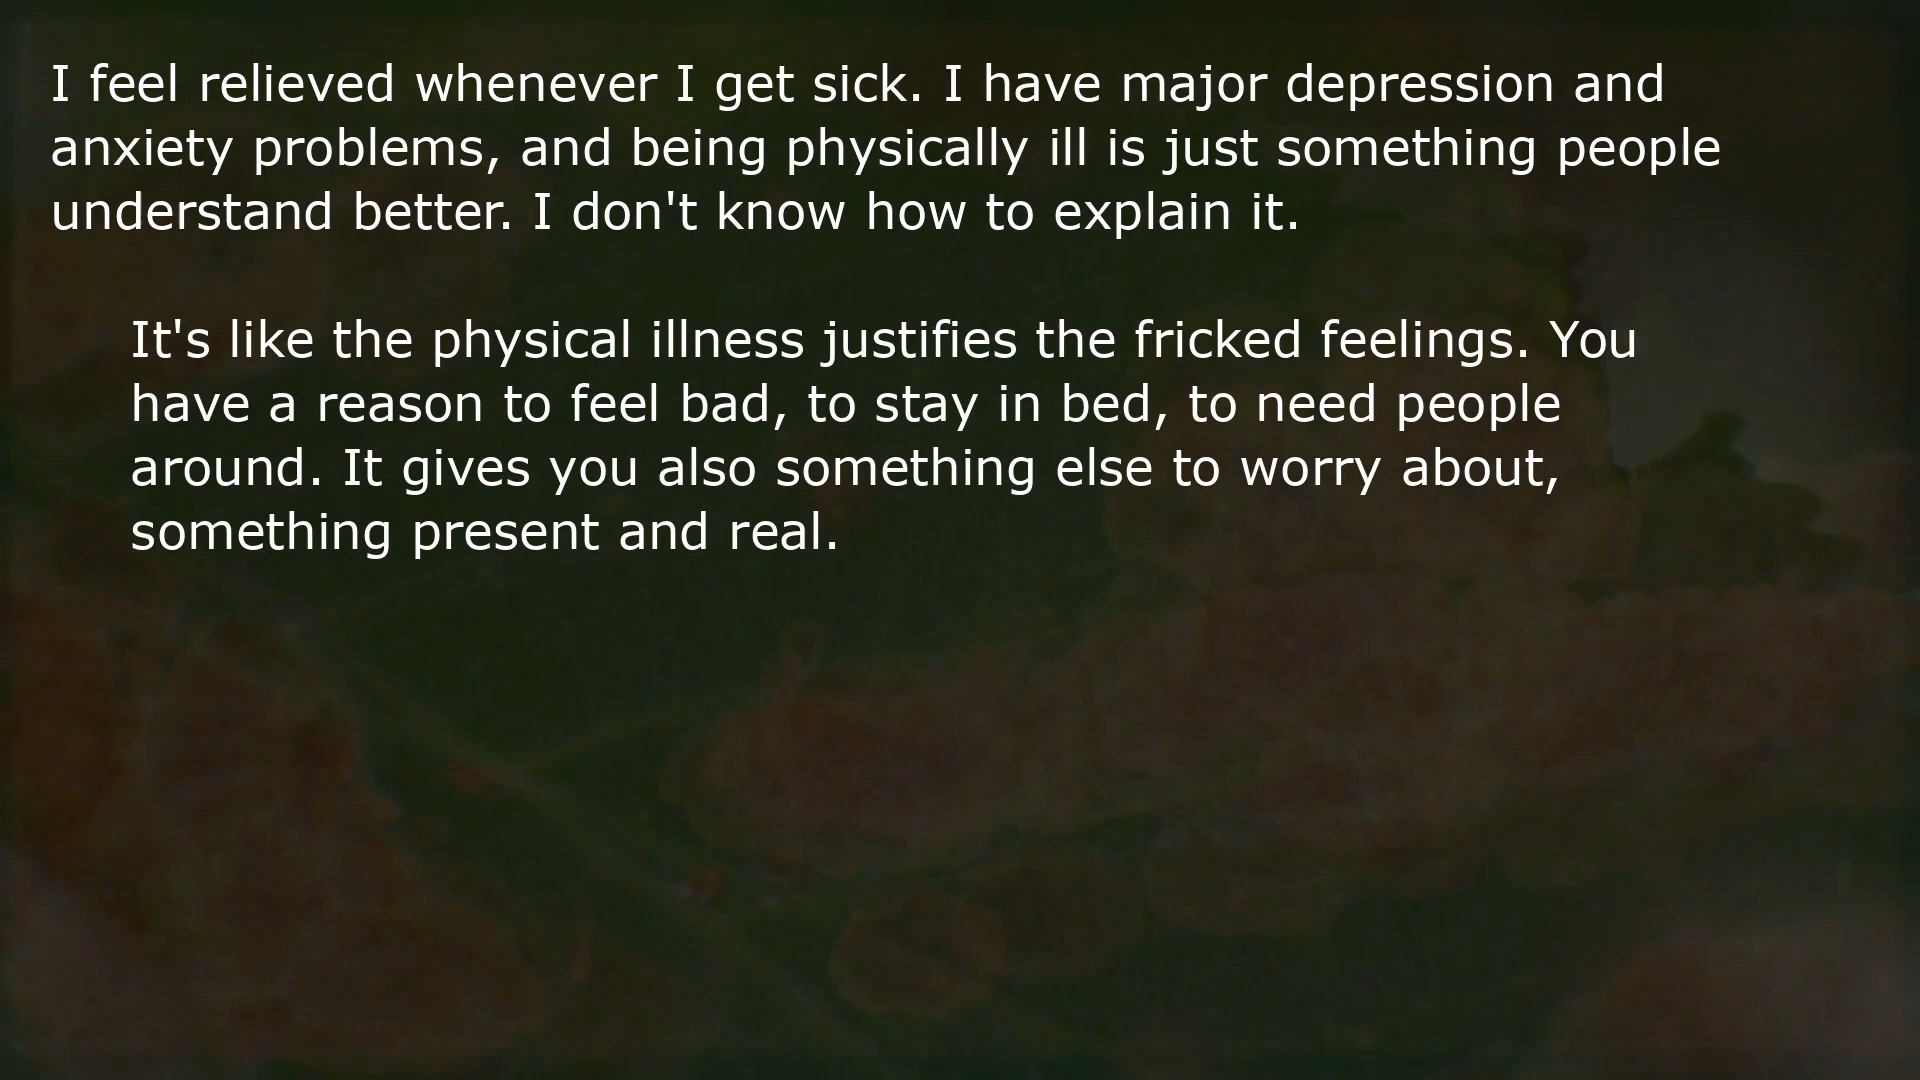 I feel relieved whenever I get sick. I have major depression and
anxiety problems, and being physically ill is just something people
understand better. I don't know how to explain it.
It's like the physical illness justifies the fricked feelings. You
have a reason to feel bad, to stay in bed, to need people
around. It gives you also something else to worry about,
something present and real.